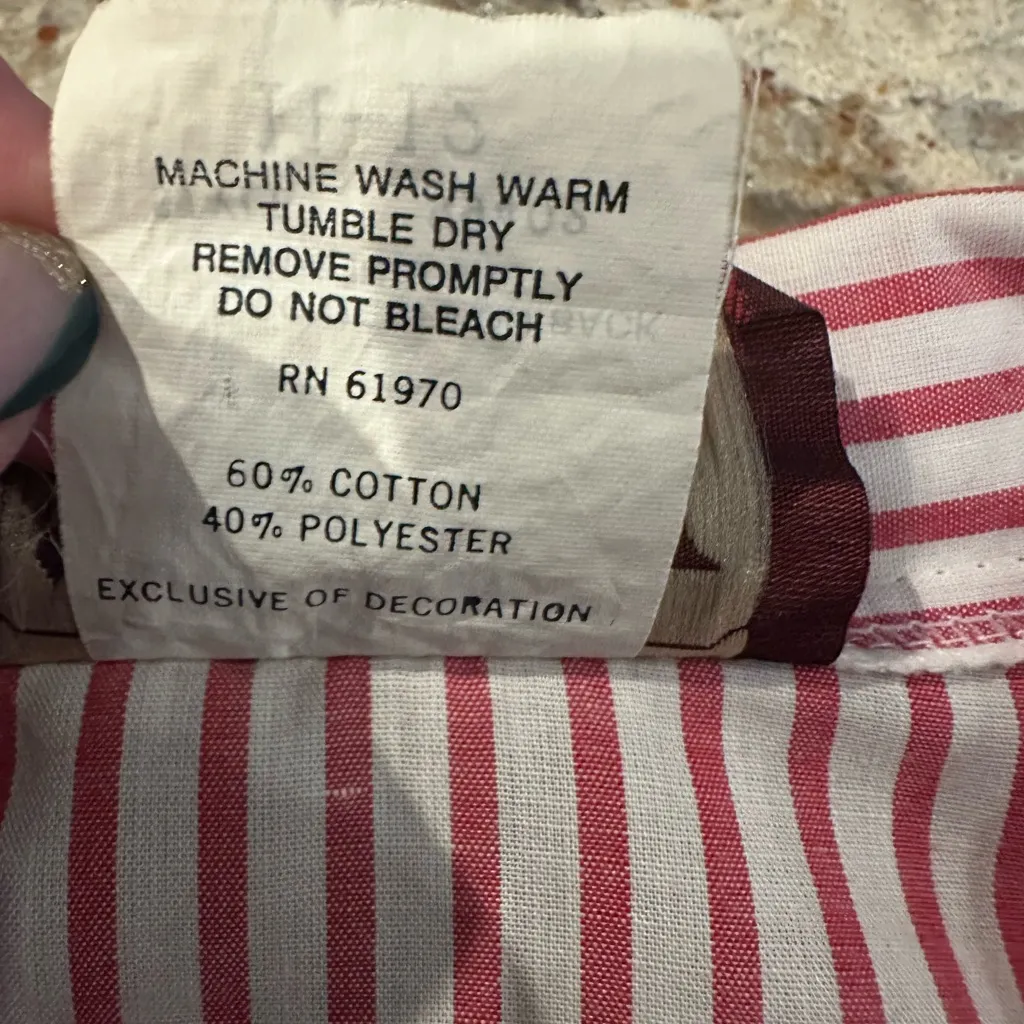 MACHINE WASH WARM
TUMBLE DRY
REMOVE PROMPTLY
DO NOT BLEACH
RN 61970
60% COTTON
40% POLYESTER
EXCLUSIVE OF DECORATION